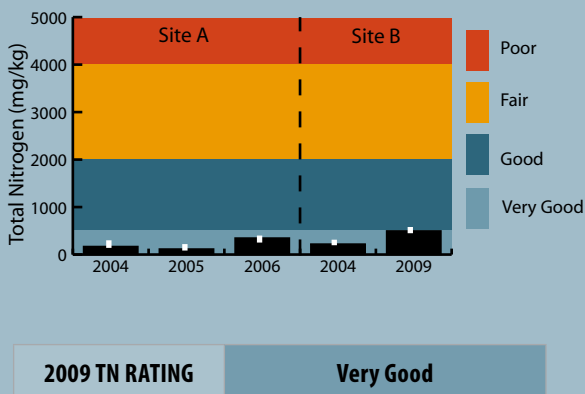 Total Nitrogen (mg/kg)
5000
4000
3000
2000
1000
0
Site A
Site B
2004
2005
2006
2004
2009
Poor
Fair
Good
Very Good
2009 TN RATING
Very Good